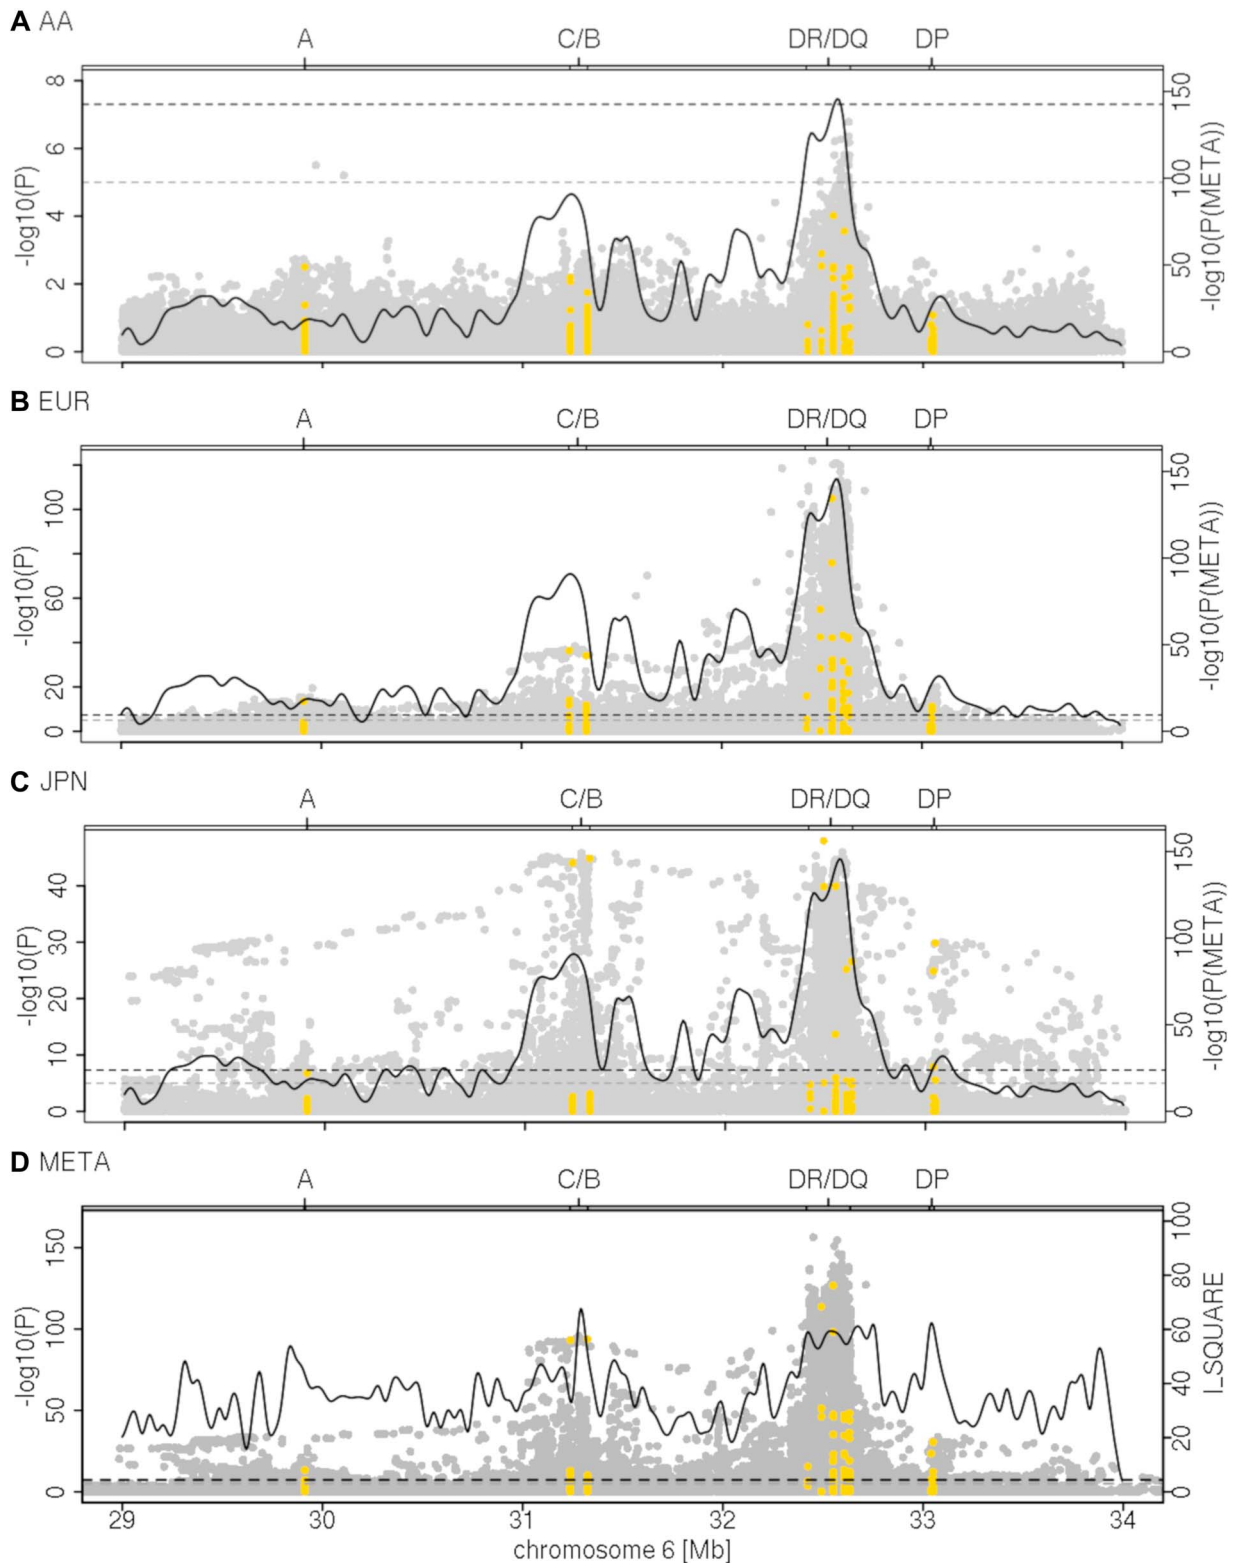 A AA
A C/B DR/DQ DP
-log10(P)
0 2 4 6 8
-log10(P(META))
0 50 100 150
B EUR
A C/B DR/DQ DP
-log10(P)
0 20 60 100
-log10(P(META))
0 50 100 150
C JPN
A C/B DR/DQ DP
-log10(P)
0 10 20 30 40
-log10(P(META))
0 50 100 150
D META
A C/B DR/DQ DP
-log10(P)
0 50 100 150
I_SQUARE
0 20 40 60 80 100
29 30 31 32 33 34
chromosome 6 [Mb]